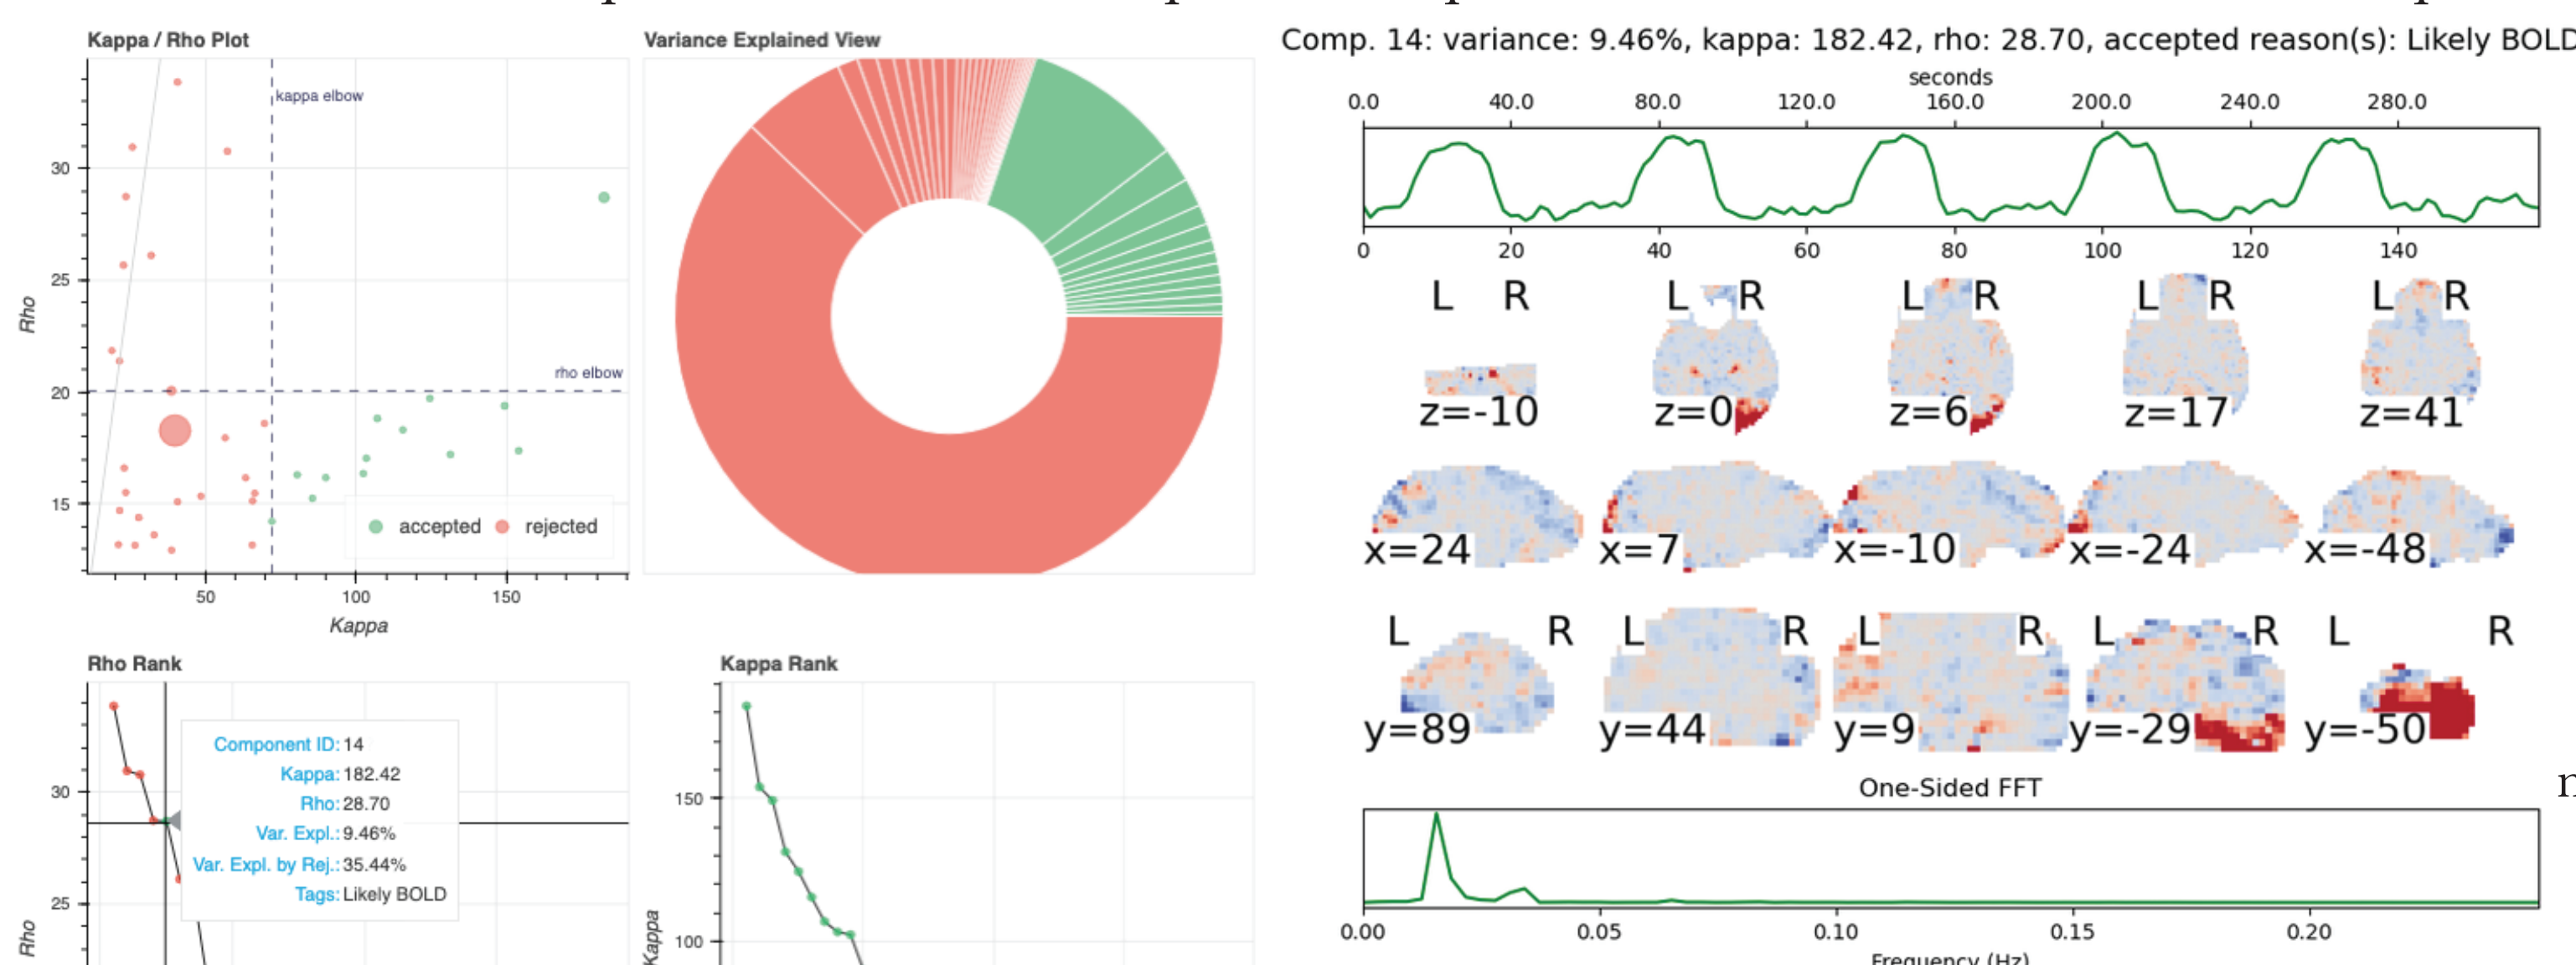 Kappa / Rho Plot
kappa elbow
30
25
20
15
Rho
rho elbow
accepted
rejected
50
100
150
Kappa
Variance Explained View
Comp. 14: variance: 9.46%, kappa: 182.42, rho: 28.70, accepted reason(s): Likely BOLD
seconds
0.0 40.0 80.0 120.0 160.0 200.0 240.0 280.0
0 20 40 60 80 100 120 140
L R L R L R L R L R
z=-10 z=0 z=6 z=17 z=41
x=24 x=7 x=-10 x=-24 x=-48
L R L R L R L R L R
y=89 y=44 y=9 y=-29 y=-50
One-Sided FFT
0.00 0.05 0.10 0.15 0.20
Frequency (Hz)
Rho Rank
30
25
Rho
Component ID: 14
Kappa: 182.42
Rho: 28.70
Var. Expl.: 9.46%
Var. Expl. by Rej.: 35.44%
Tags: Likely BOLD
Kappa Rank
150
100
Kappa